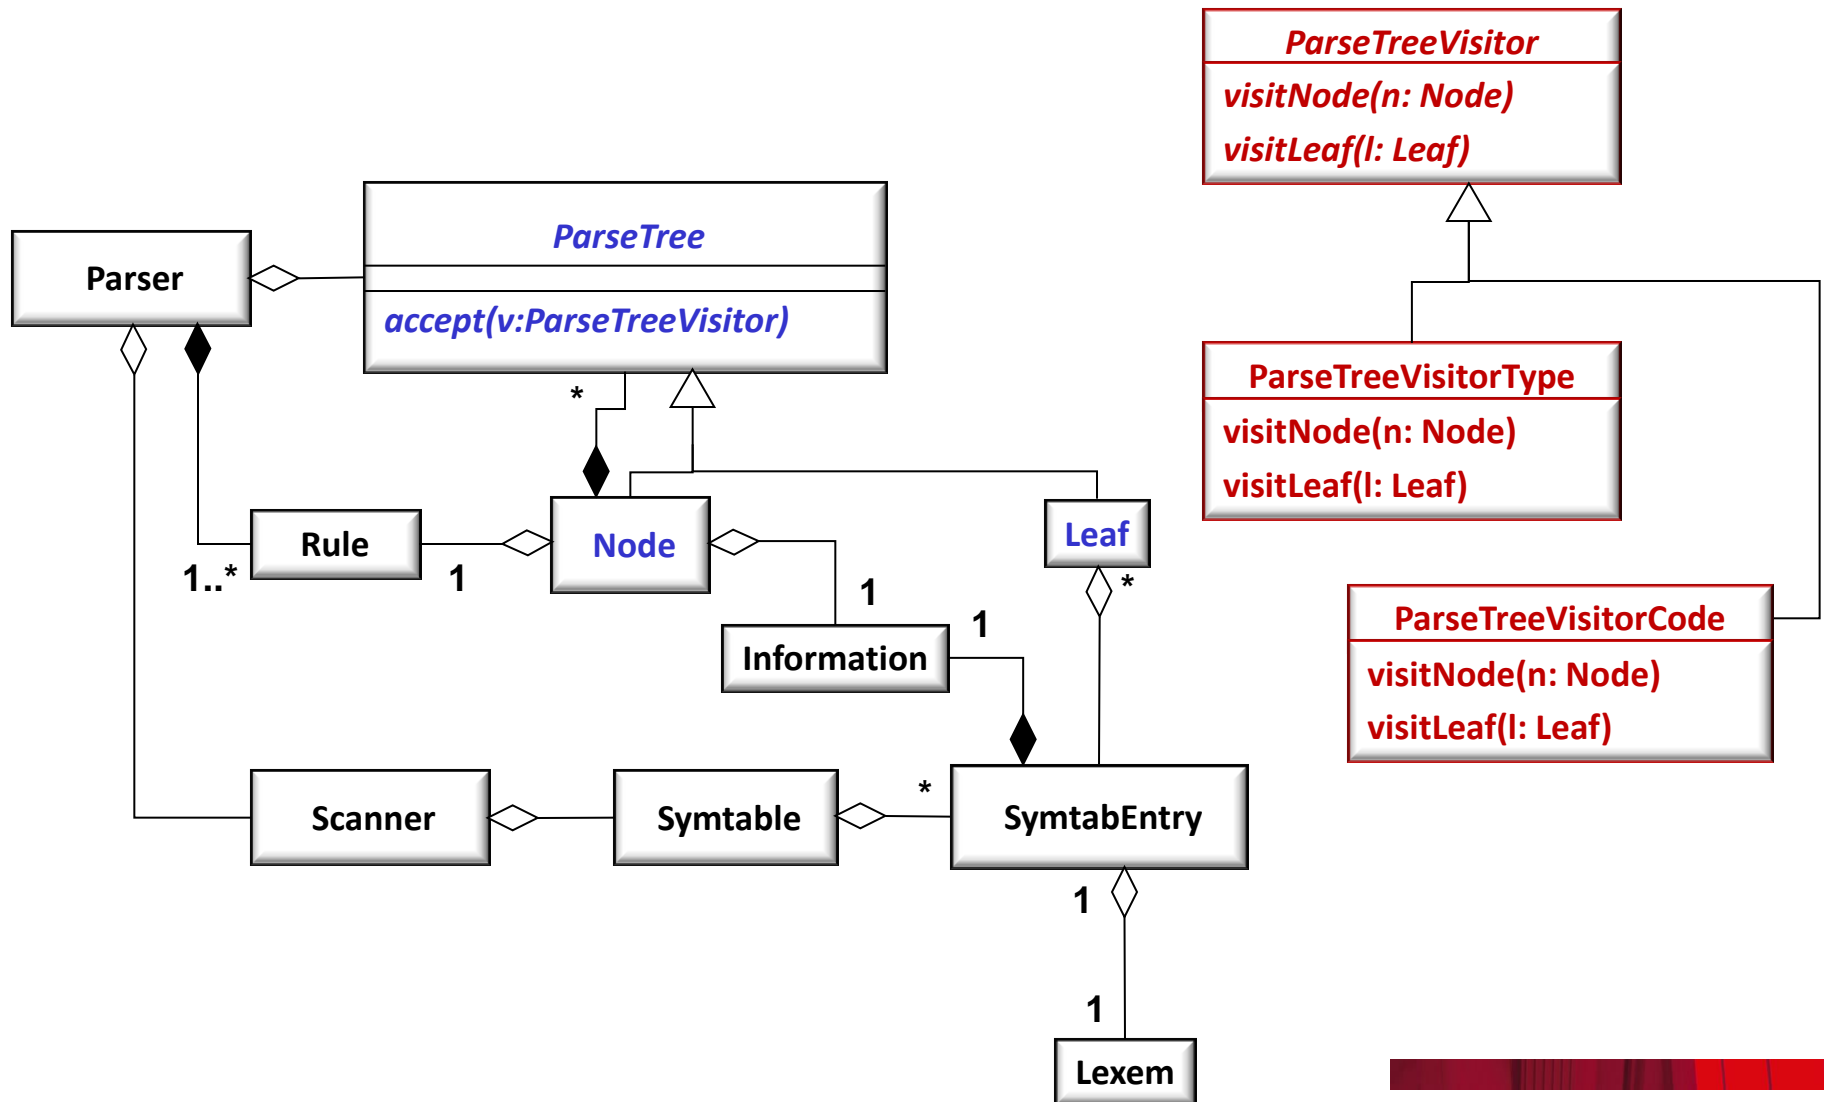 ParseTreeVisitor
visitNode(n: Node)
visitLeaf(l: Leaf)
ParseTree
accept(v:ParseTreeVisitor)
Parser
*
ParseTreeVisitorType
visitNode(n: Node)
visitLeaf(l: Leaf)
Rule
1..*
1
Node
Leaf
*
1
1
Information
ParseTreeVisitorCode
visitNode(n: Node)
visitLeaf(l: Leaf)
Scanner
Symtable
*
SymtabEntry
1
1
Lexem